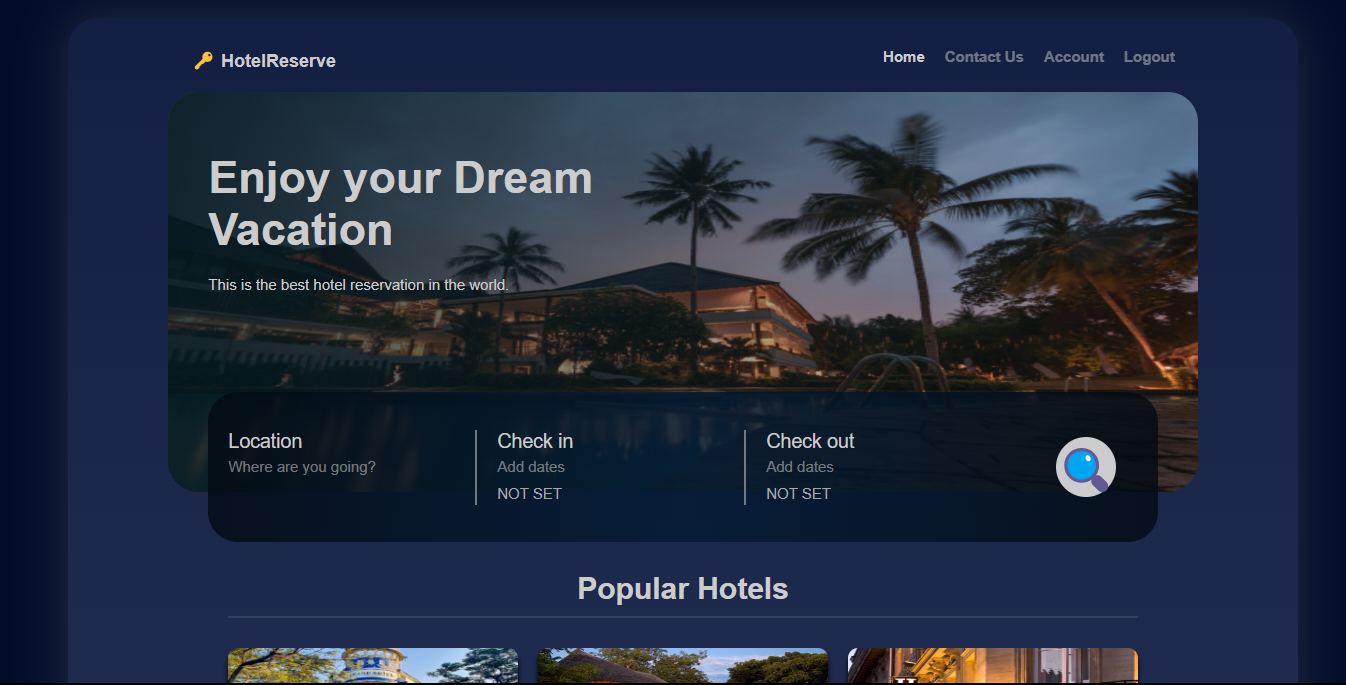 HotelReserve
Home Contact Us Account Logout
Enjoy your Dream
Vacation
This is the best hotel reservation in the world.
Location
Where are you going?
Check in
Add dates
NOT SET
Check out
Add dates
NOT SET
Popular Hotels